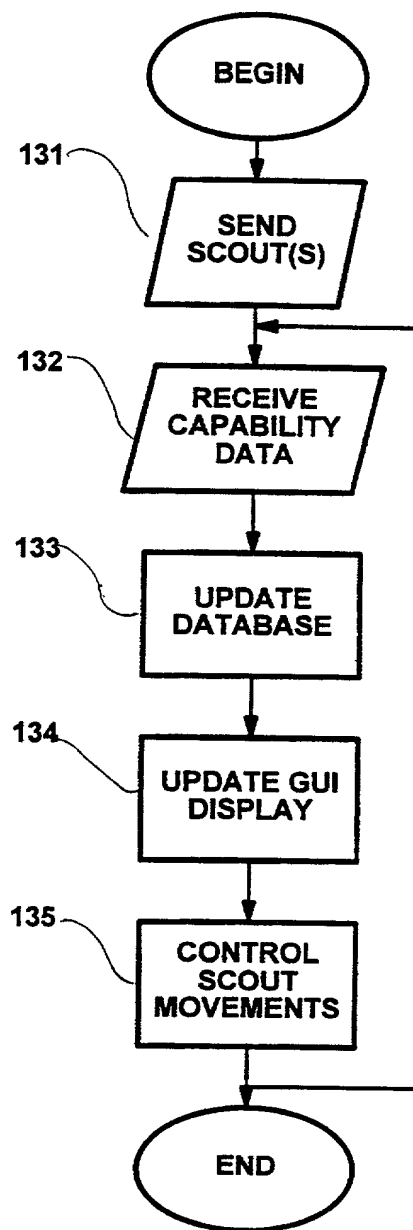 BEGIN
131
SEND
SCOUT(S)
132
RECEIVE
CAPABILITY
DATA
133
UPDATE
DATABASE
134
UPDATE GUI
DISPLAY
135
CONTROL
SCOUT
MOVEMENTS
END